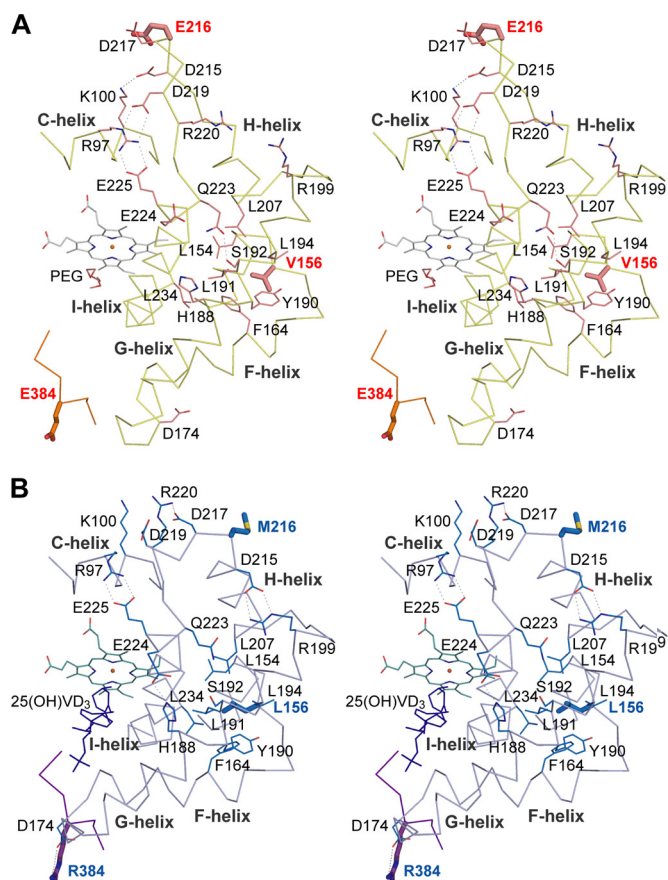 A
E216
D217
D215
K100
D219
C-helix
H-helix
R220
R97
R199
E225
Q223
L207
E224
L154
S192
L194
V156
PEG
L234
L191
Y190
I-helix
H188
F164
G-helix
F-helix
E384
D174
E216
D217
D215
K100
D219
C-helix
H-helix
R220
R97
R199
E225
Q223
L207
E224
L154
S192
L194
V156
PEG
L234
L191
Y190
I-helix
H188
F164
G-helix
F-helix
E384
D174
B
R220
K100
D217
M216
D219
C-helix
D215
R97
H-helix
E225
Q223
E224
L207
R199
L154
S192
L234
L194
25(OH)VD3
L156
L191
I-helix
H188
Y190
F164
D174
G-helix
F-helix
R384
R220
K100
D217
M216
D219
C-helix
D215
R97
H-helix
E225
Q223
E224
L207
R199
L154
S192
L234
L194
25(OH)VD3
L156
L191
I-helix
H188
Y190
F164
D174
G-helix
F-helix
R384